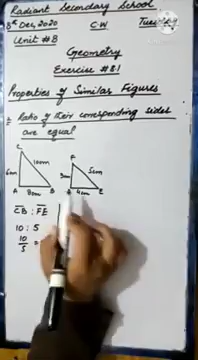 Radiant Secondary School
8th Dec, 2020 C.W Tuesday
Unit #8
Geometry
Exercise #8.1
Properties of Similar Figures
Ratio of their corresponding sides
are equal
C
F
6cm
10cm
3cm
5cm
A 8cm B
4cm E
CB : FE
10 : 5
10/5 =